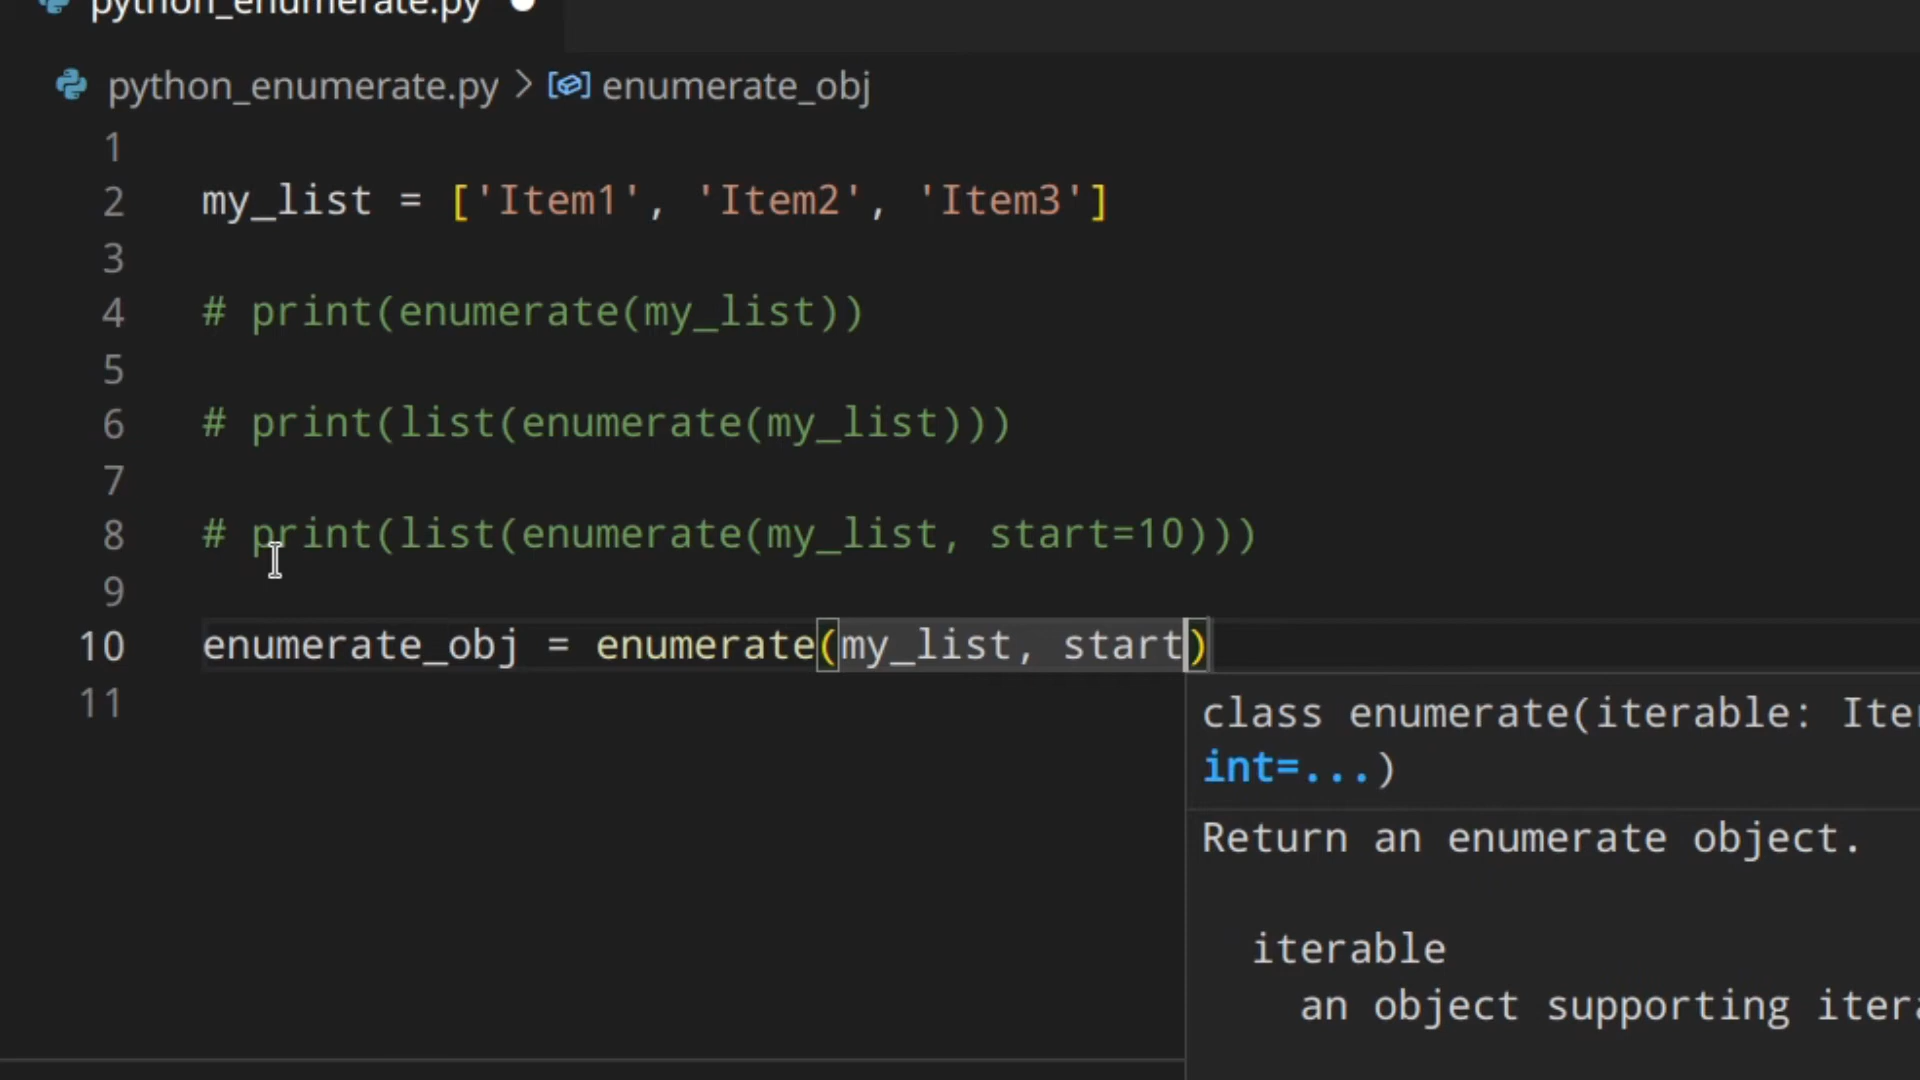 python_enumerate.py
python_enumerate.py > enumerate_obj
1
2 my_list = ['Item1', 'Item2', 'Item3']
3
4 # print(enumerate(my_list))
5
6 # print(list(enumerate(my_list)))
7
8 # print(list(enumerate(my_list, start=10)))
9
10 enumerate_obj = enumerate(my_list, start)
11
class enumerate(iterable: Iter
int=...)
Return an enumerate object.
iterable
an object supporting itera